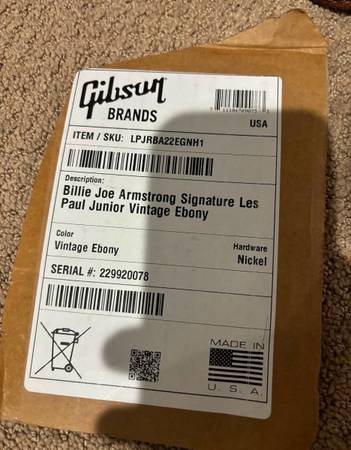 Gibson
BRANDS
USA
ITEM / SKU: LPJRBA22EGNH1
Description:
Billie Joe Armstrong Signature Les
Paul Junior Vintage Ebony
Color
Hardware
Vintage Ebony
Nickel
SERIAL #: 229920078
MADE IN
U. S. A.